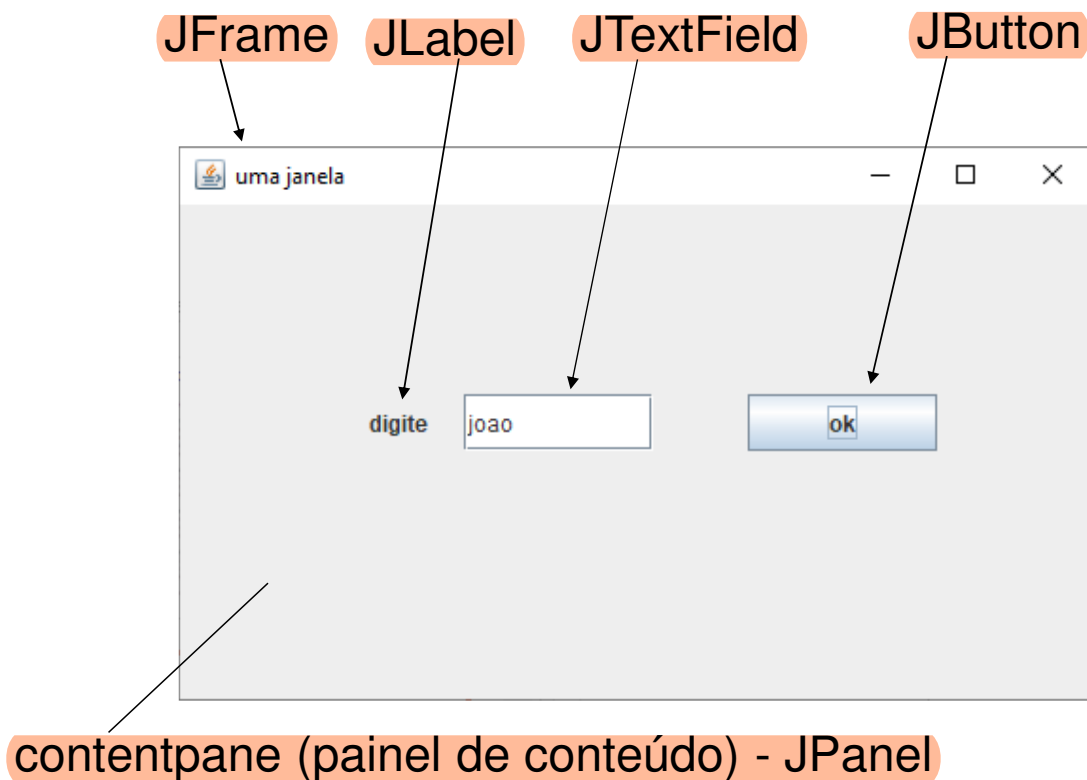 JFrame JLabel JTextField JButton
uma janela
digite joao ok
contentpane (painel de conteúdo) - JPanel